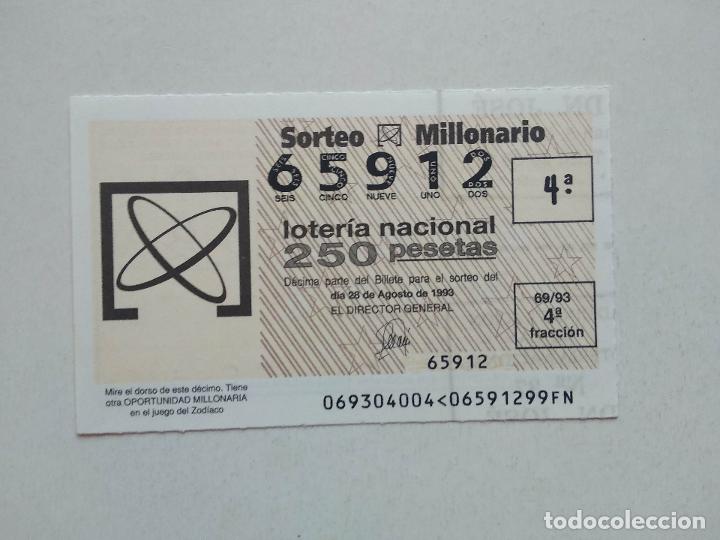 Sorteo Millonario
65912
SEIS CINCO NUEVE UNO DOS
4.ª
lotería nacional
250 pesetas
Décima parte del Billete para el sorteo del
día 28 de Agosto de 1993
EL DIRECTOR GENERAL
69/93
4ª
fracción
65912
Mire el dorso de este décimo. Tiene
otra OPORTUNIDAD MILLONARIA
en el juego del Zodíaco
069304004<06591299FN
todocoleccion.net